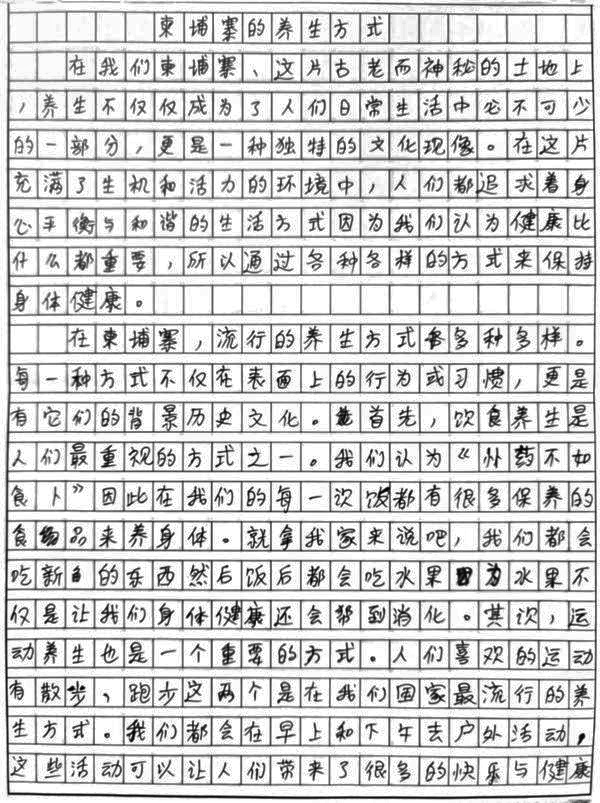 柬埔寨的养生方式
在我们柬埔寨、这片古老而神秘的土地上
，养生不仅仅成为了人们日常生活中必不可少
的一部分，更是一种独特的文化现像。在这片
充满了生机和活力的环境中，人们都追求着身
心平衡与和谐的生活方式因为我们认为健康比
什么都重要，所以通过各种各样的方式来保持
身体健康。
在柬埔寨，流行的养生方式多种多样。
每一种方式不仅在表面上的行为或习惯，更是
有它们的背景历史文化。首先，饮食养生是
人们最重视的方式之一。我们认为“药不如
食卜”因此在我们的每一次饭都有很多保养的
食品来养身体。就拿我家来说吧，我们都会
吃新的东西然后饭后都会吃水果因为水果不
仅是让我们身体健康还会帮到消化。其次，运
动养生也是一个重要的方式。人们喜欢的运动
有散步、跑步这两个是在我们国家最流行的养
生方式。我们都会在早上和下午去户外活动，
这些活动可以让人们带来了很多的快乐与健康